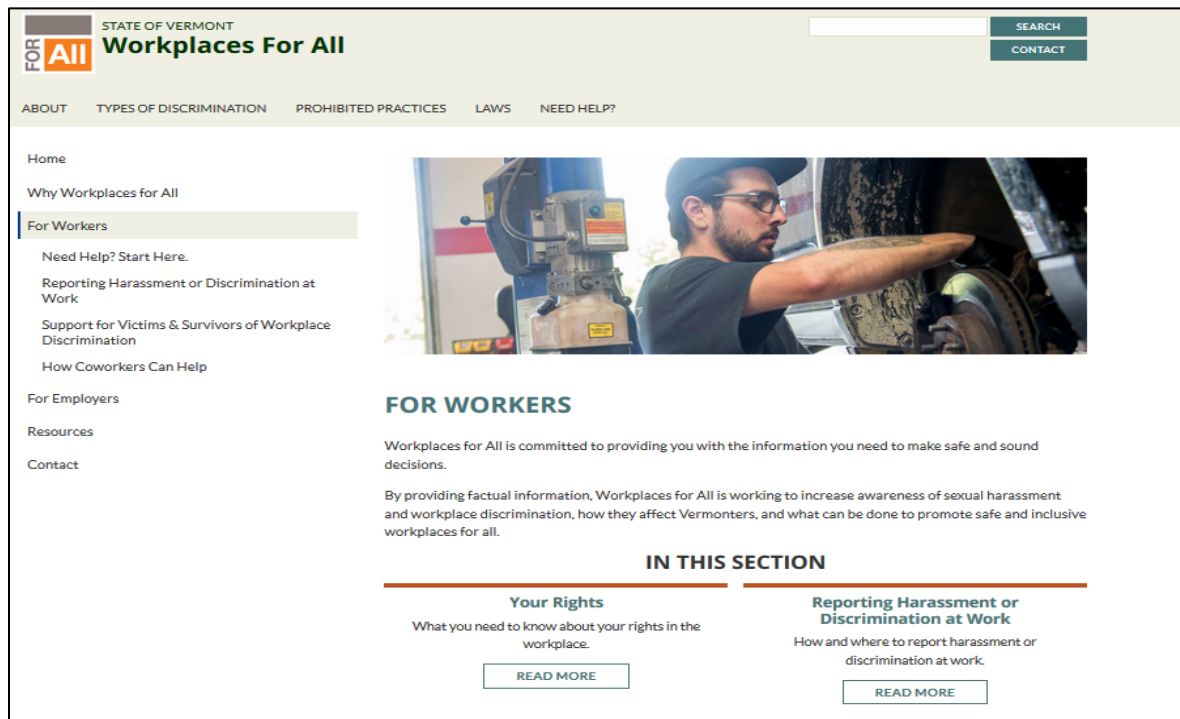 FOR All
STATE OF VERMONT
Workplaces For All
SEARCH
CONTACT
ABOUT TYPES OF DISCRIMINATION PROHIBITED PRACTICES LAWS NEED HELP?
Home
Why Workplaces for All
For Workers
Need Help? Start Here.
Reporting Harassment or Discrimination at
Work
Support for Victims & Survivors of Workplace
Discrimination
How Coworkers Can Help
For Employers
Resources
Contact
FOR WORKERS
Workplaces for All is committed to providing you with the information you need to make safe and sound
decisions.
By providing factual information, Workplaces for All is working to increase awareness of sexual harassment
and workplace discrimination, how they affect Vermonters, and what can be done to promote safe and inclusive
workplaces for all.
IN THIS SECTION
Your Rights
What you need to know about your rights in the
workplace.
READ MORE
Reporting Harassment or
Discrimination at Work
How and where to report harassment or
discrimination at work.
READ MORE